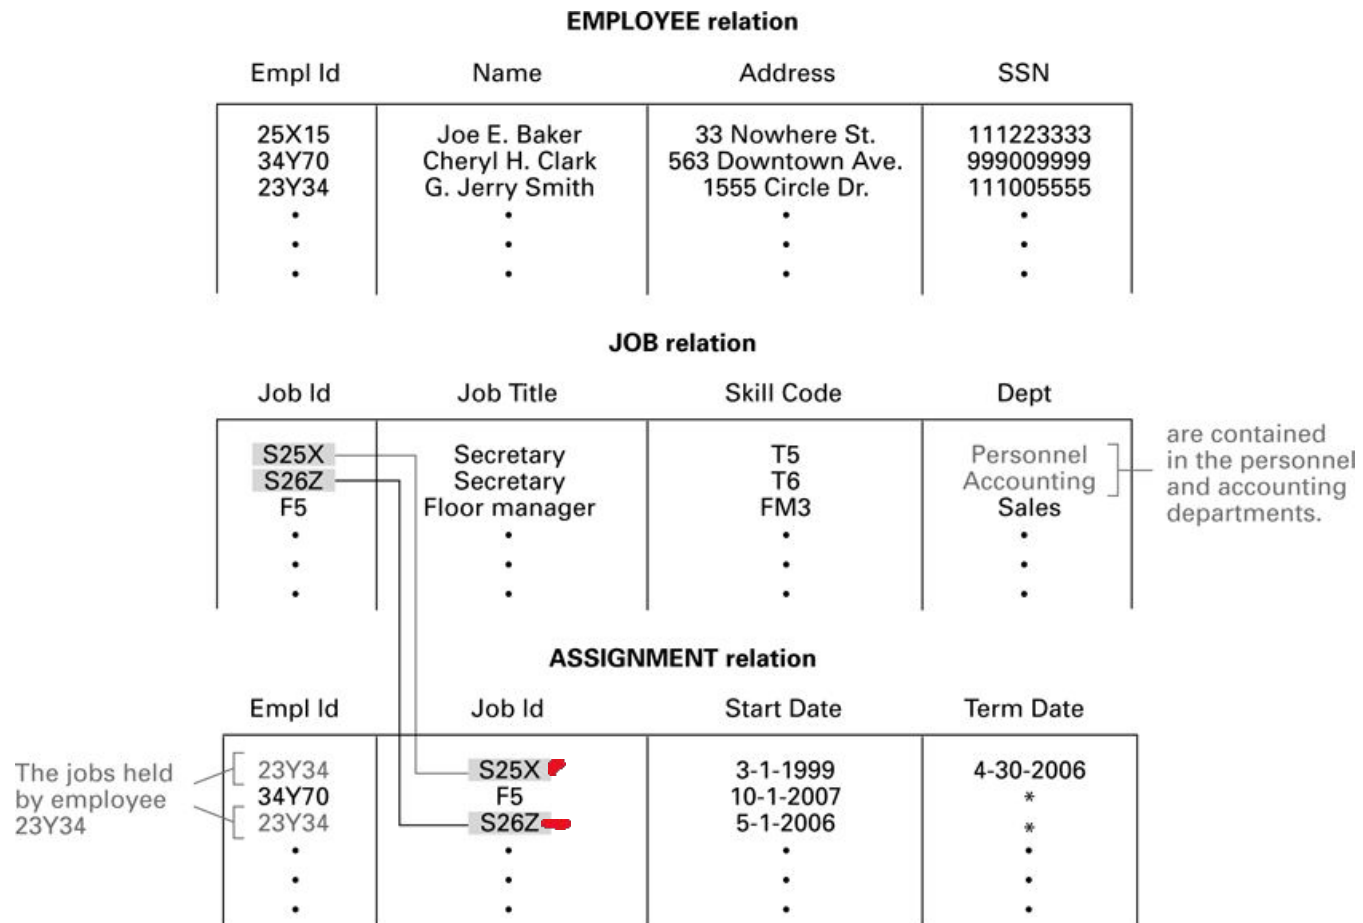 EMPLOYEE relation
Empl Id Name Address SSN
25X15 Joe E. Baker 33 Nowhere St. 111223333
34Y70 Cheryl H. Clark 563 Downtown Ave. 999009999
23Y34 G. Jerry Smith 1555 Circle Dr. 111005555
JOB relation
Job Id Job Title Skill Code Dept
S25X Secretary T5 Personnel
S26Z Secretary T6 Accounting
F5 Floor manager FM3 Sales
are contained
in the personnel
and accounting
departments.
ASSIGNMENT relation
Empl Id Job Id Start Date Term Date
The jobs held
by employee
23Y34
23Y34 S25X 3-1-1999 4-30-2006
34Y70 F5 10-1-2007 *
23Y34 S26Z 5-1-2006 *